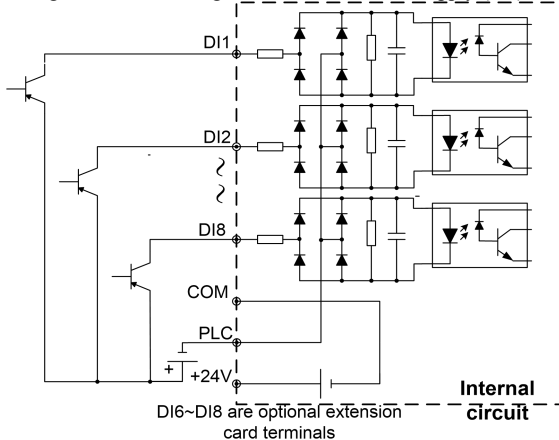 DI1
DI2
DI8
COM
PLC
+
+24V
Internal
circuit
DI6~DI8 are optional extension
card terminals